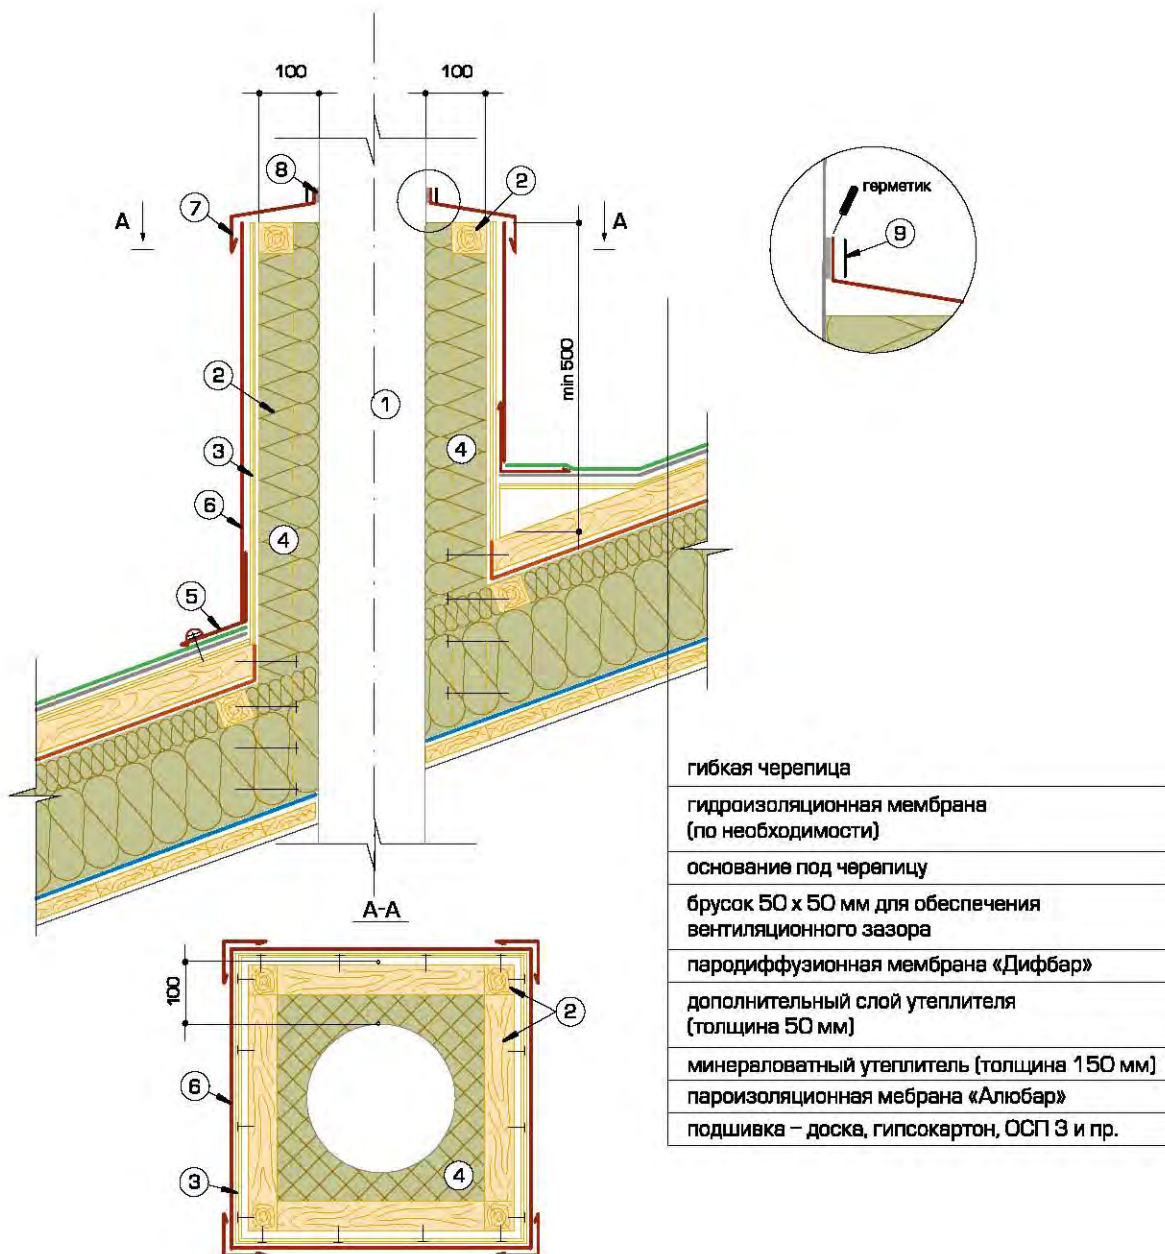 100
100
8
2
7
A
A
герметик
9
2
min 500
1
3
4
6
4
5
гибкая черепица
гидроизоляционная мембрана
(по необходимости)
основание под черепицу
брусок 50 x 50 мм для обеспечения
вентиляционного зазора
пародиффузионная мембрана «Дифбар»
дополнительный слой утеплителя
(толщина 50 мм)
минераловатный утеплитель (толщина 150 мм)
пароизоляционная мебрана «Алюбар»
подшивка – доска, гипсокартон, ОСП 3 и пр.
A-A
100
2
6
3
4